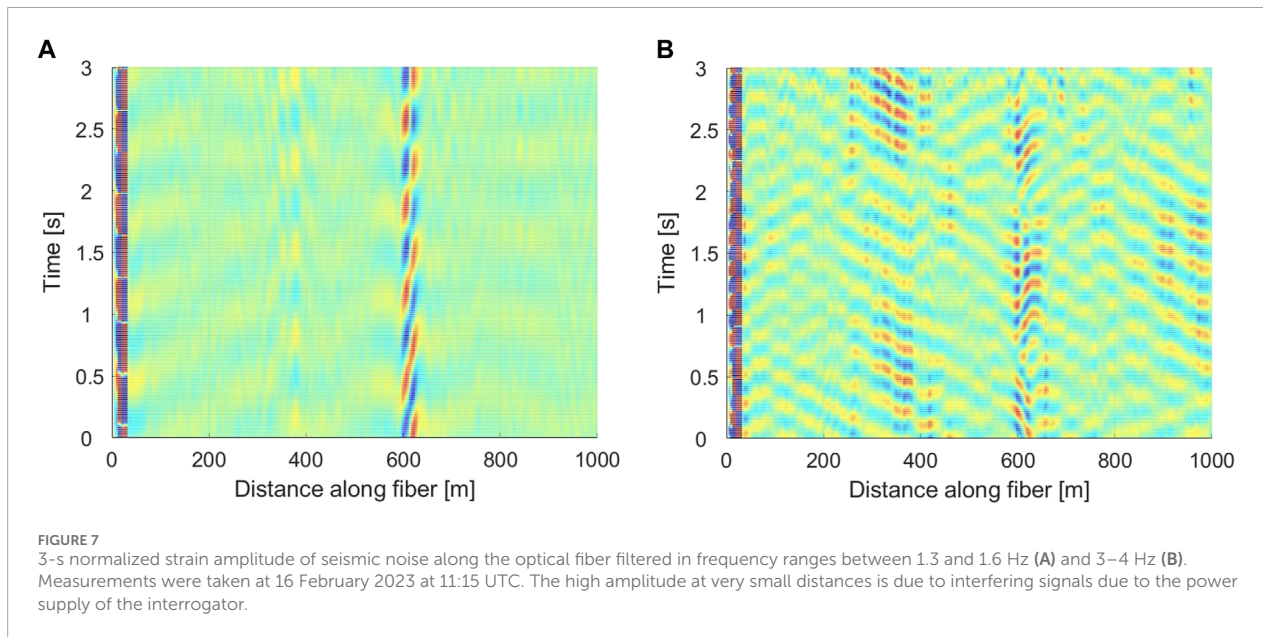 A
B
3
2.5
2
1.5
1
0.5
0
Time [s]
0 200 400 600 800 1000
Distance along fiber [m]
3
2.5
2
1.5
1
0.5
0
Time [s]
0 200 400 600 800 1000
Distance along fiber [m]
FIGURE 7
3-s normalized strain amplitude of seismic noise along the optical fiber filtered in frequency ranges between 1.3 and 1.6 Hz (A) and 3–4 Hz (B).
Measurements were taken at 16 February 2023 at 11:15 UTC. The high amplitude at very small distances is due to interfering signals due to the power
supply of the interrogator.